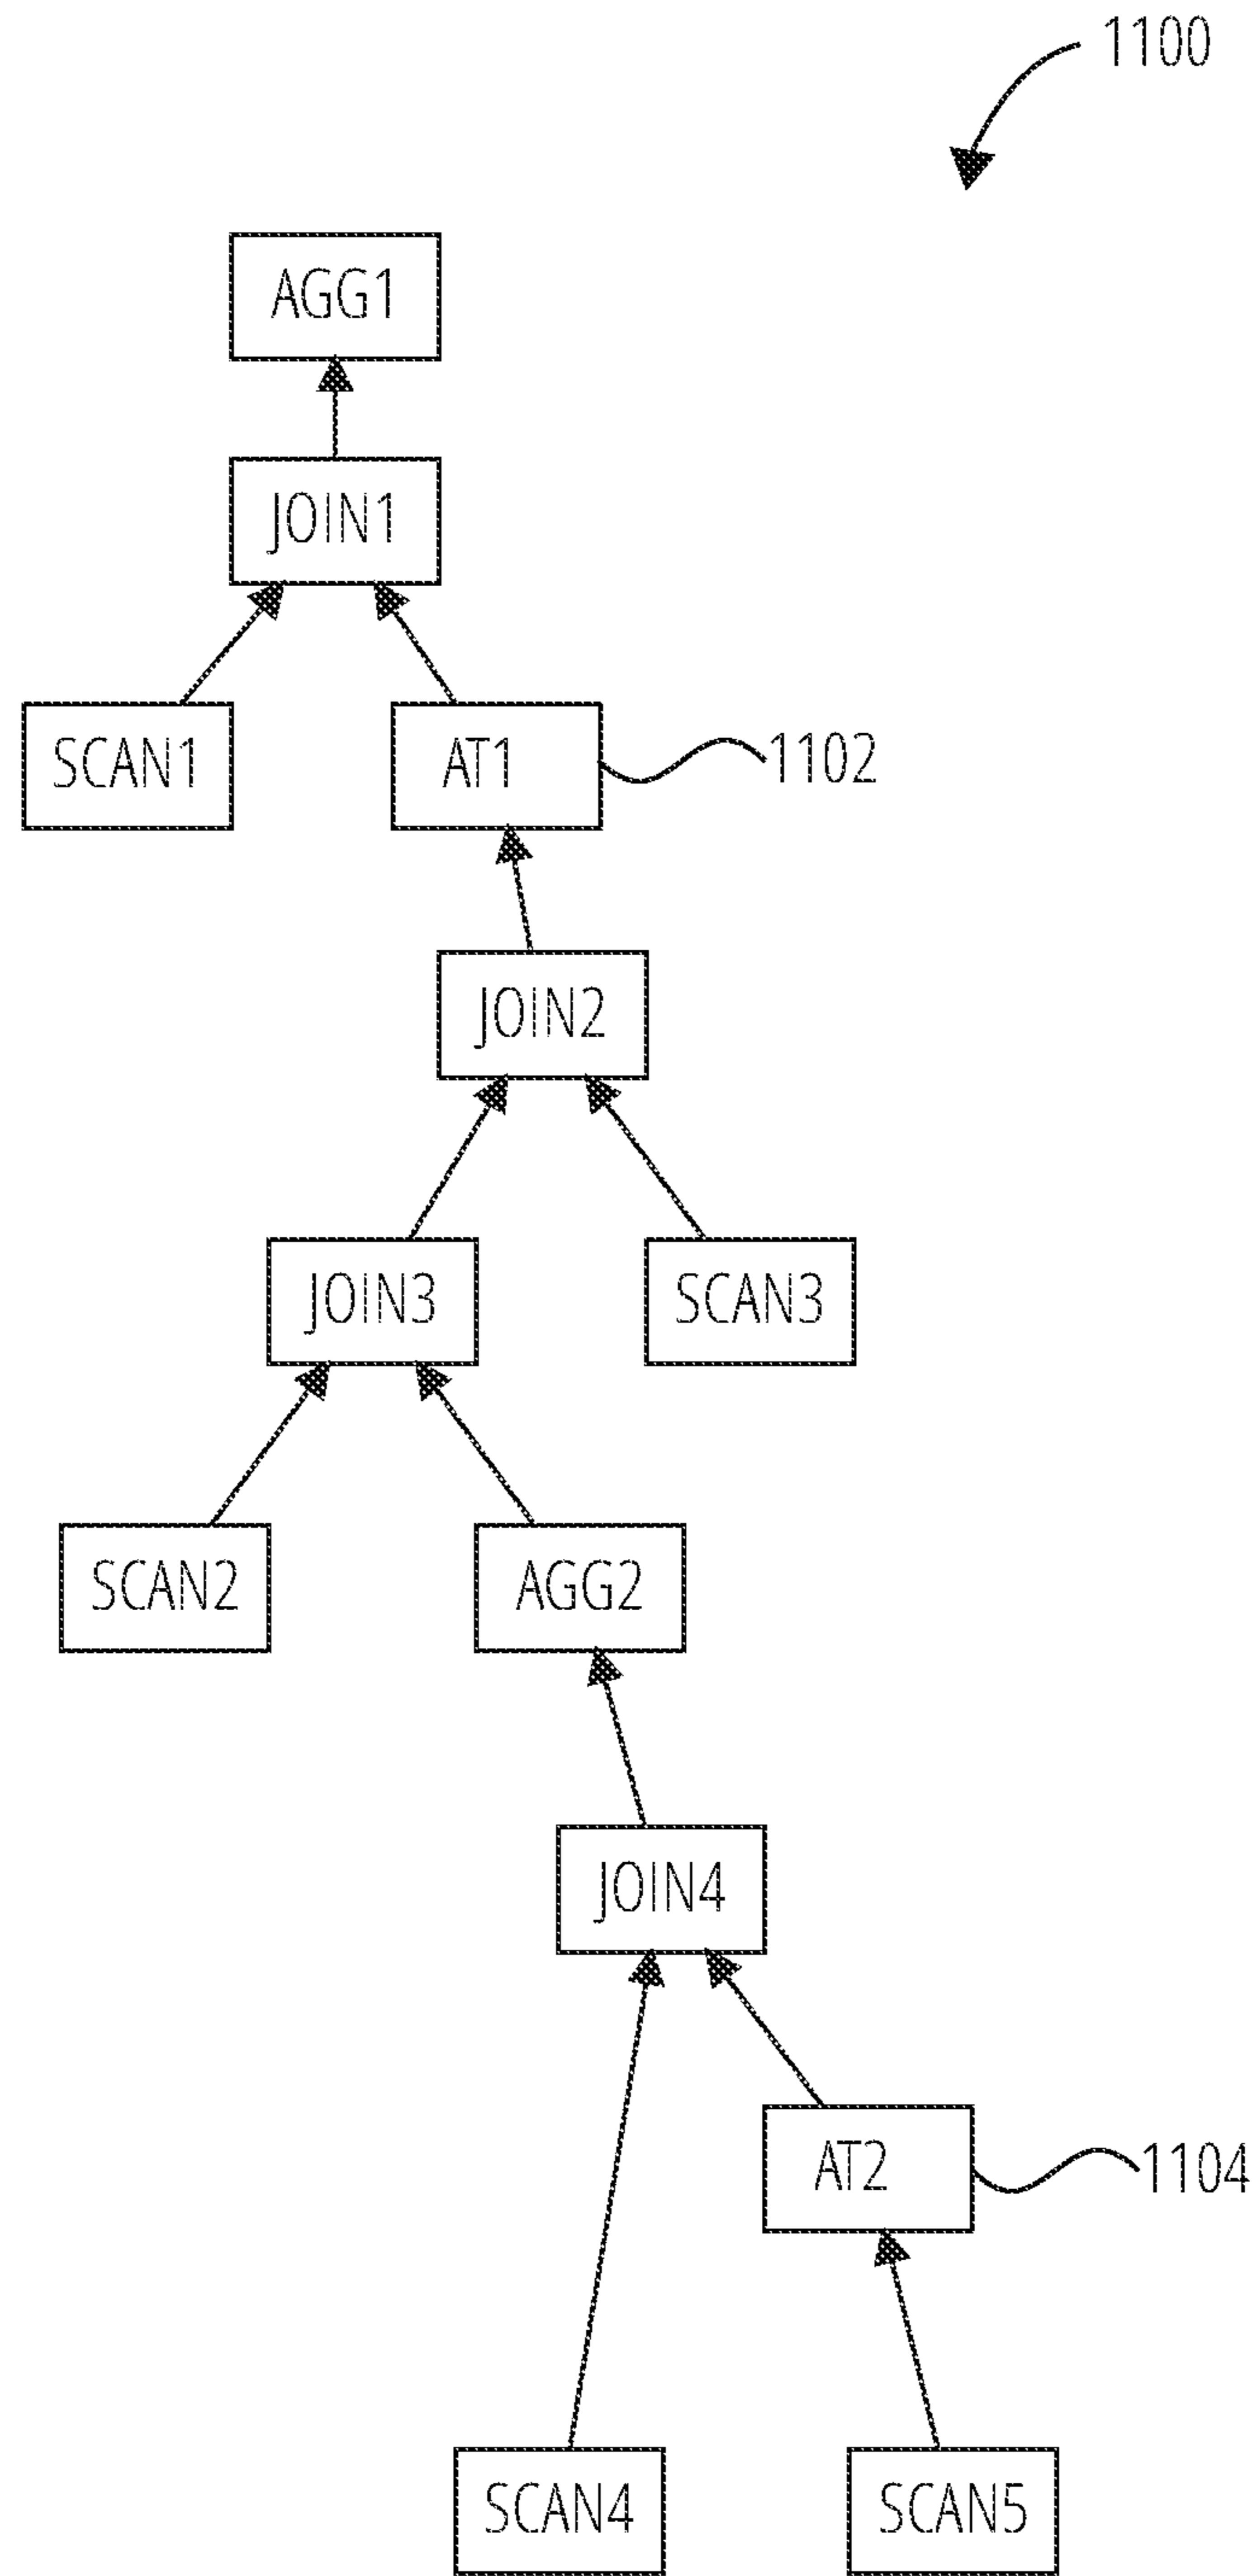 1100
AGG1
JOIN1
SCAN1
AT1
1102
JOIN2
JOIN3
SCAN3
SCAN2
AGG2
JOIN4
AT2
1104
SCAN4
SCAN5